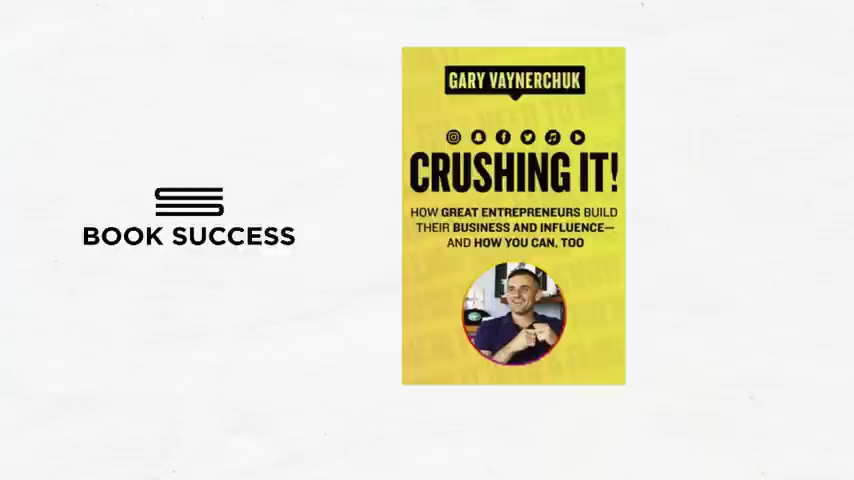 BOOK SUCCESS
GARY VAYNERCHUK
CRUSHING IT!
HOW GREAT ENTREPRENEURS BUILD
THEIR BUSINESS AND INFLUENCE—
AND HOW YOU CAN, TOO